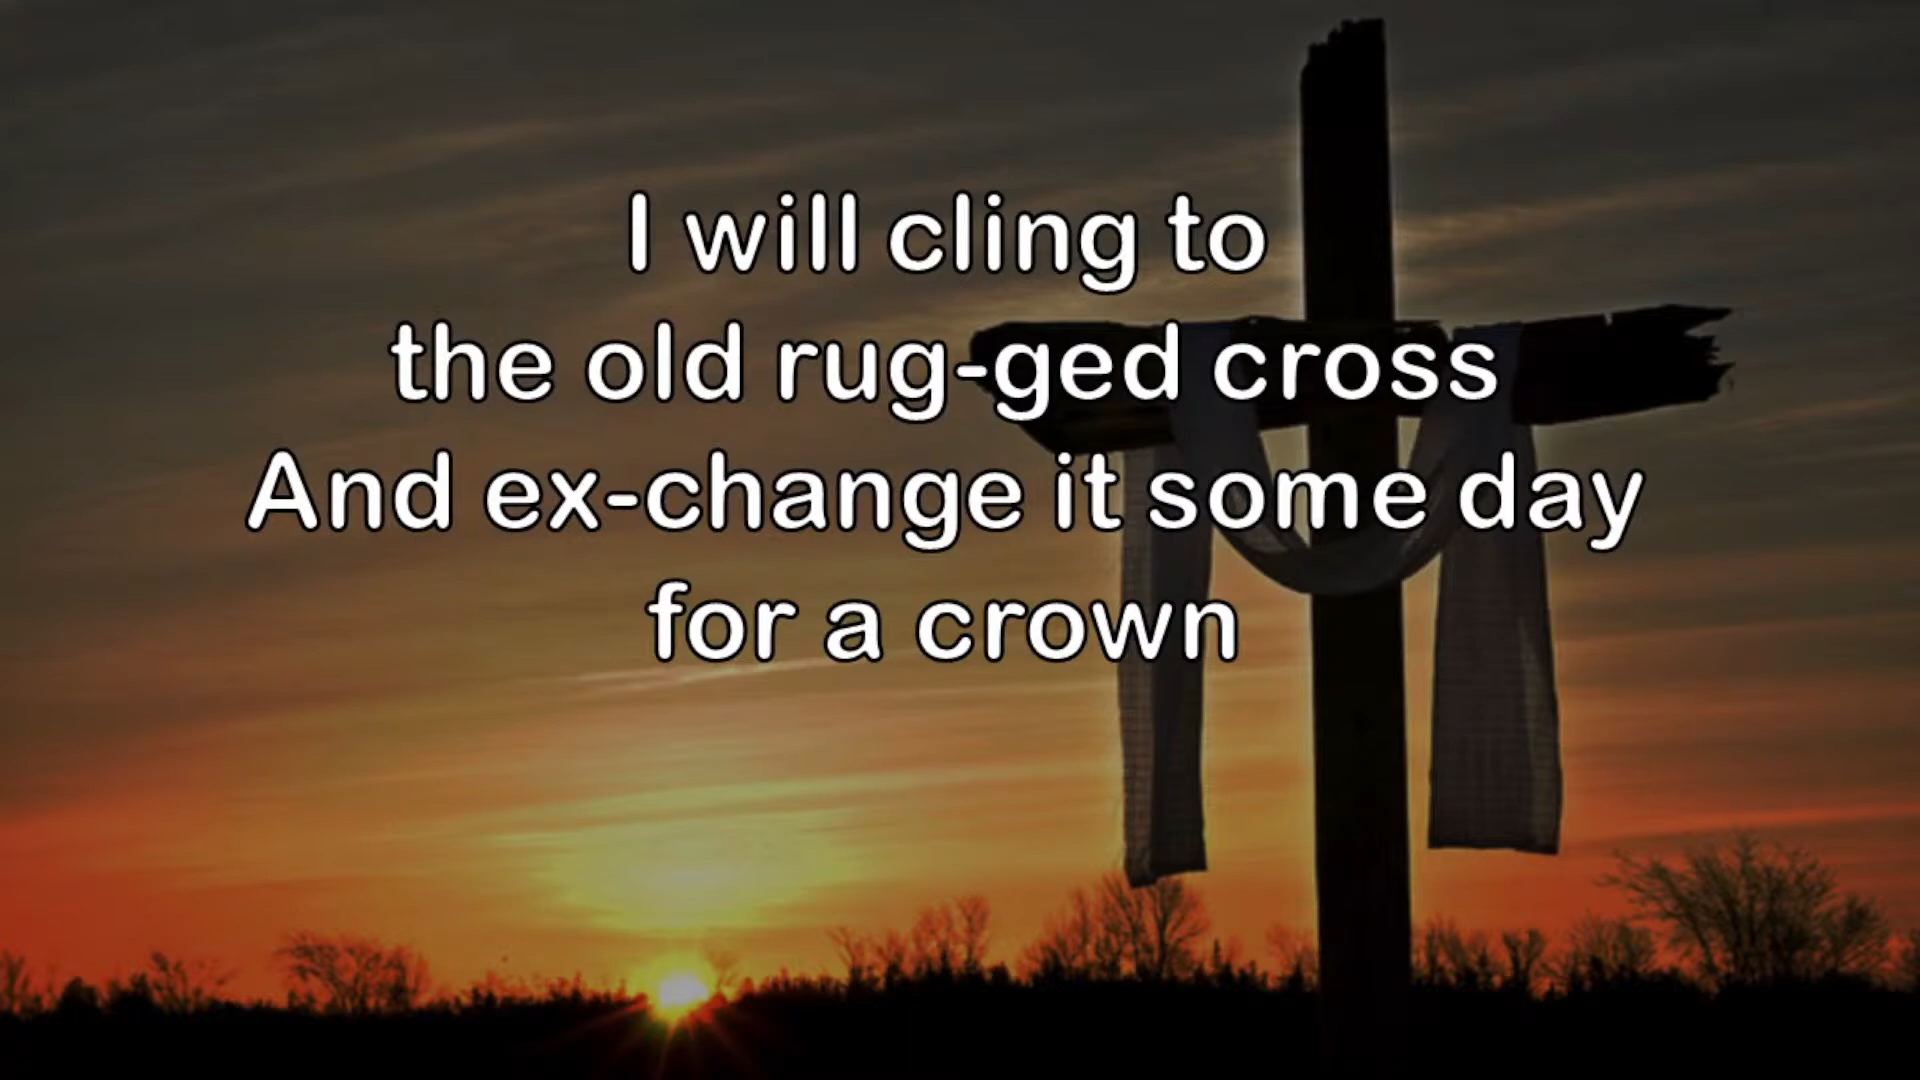 I will cling to
the old rug-ged cross
And ex-change it some day
for a crown